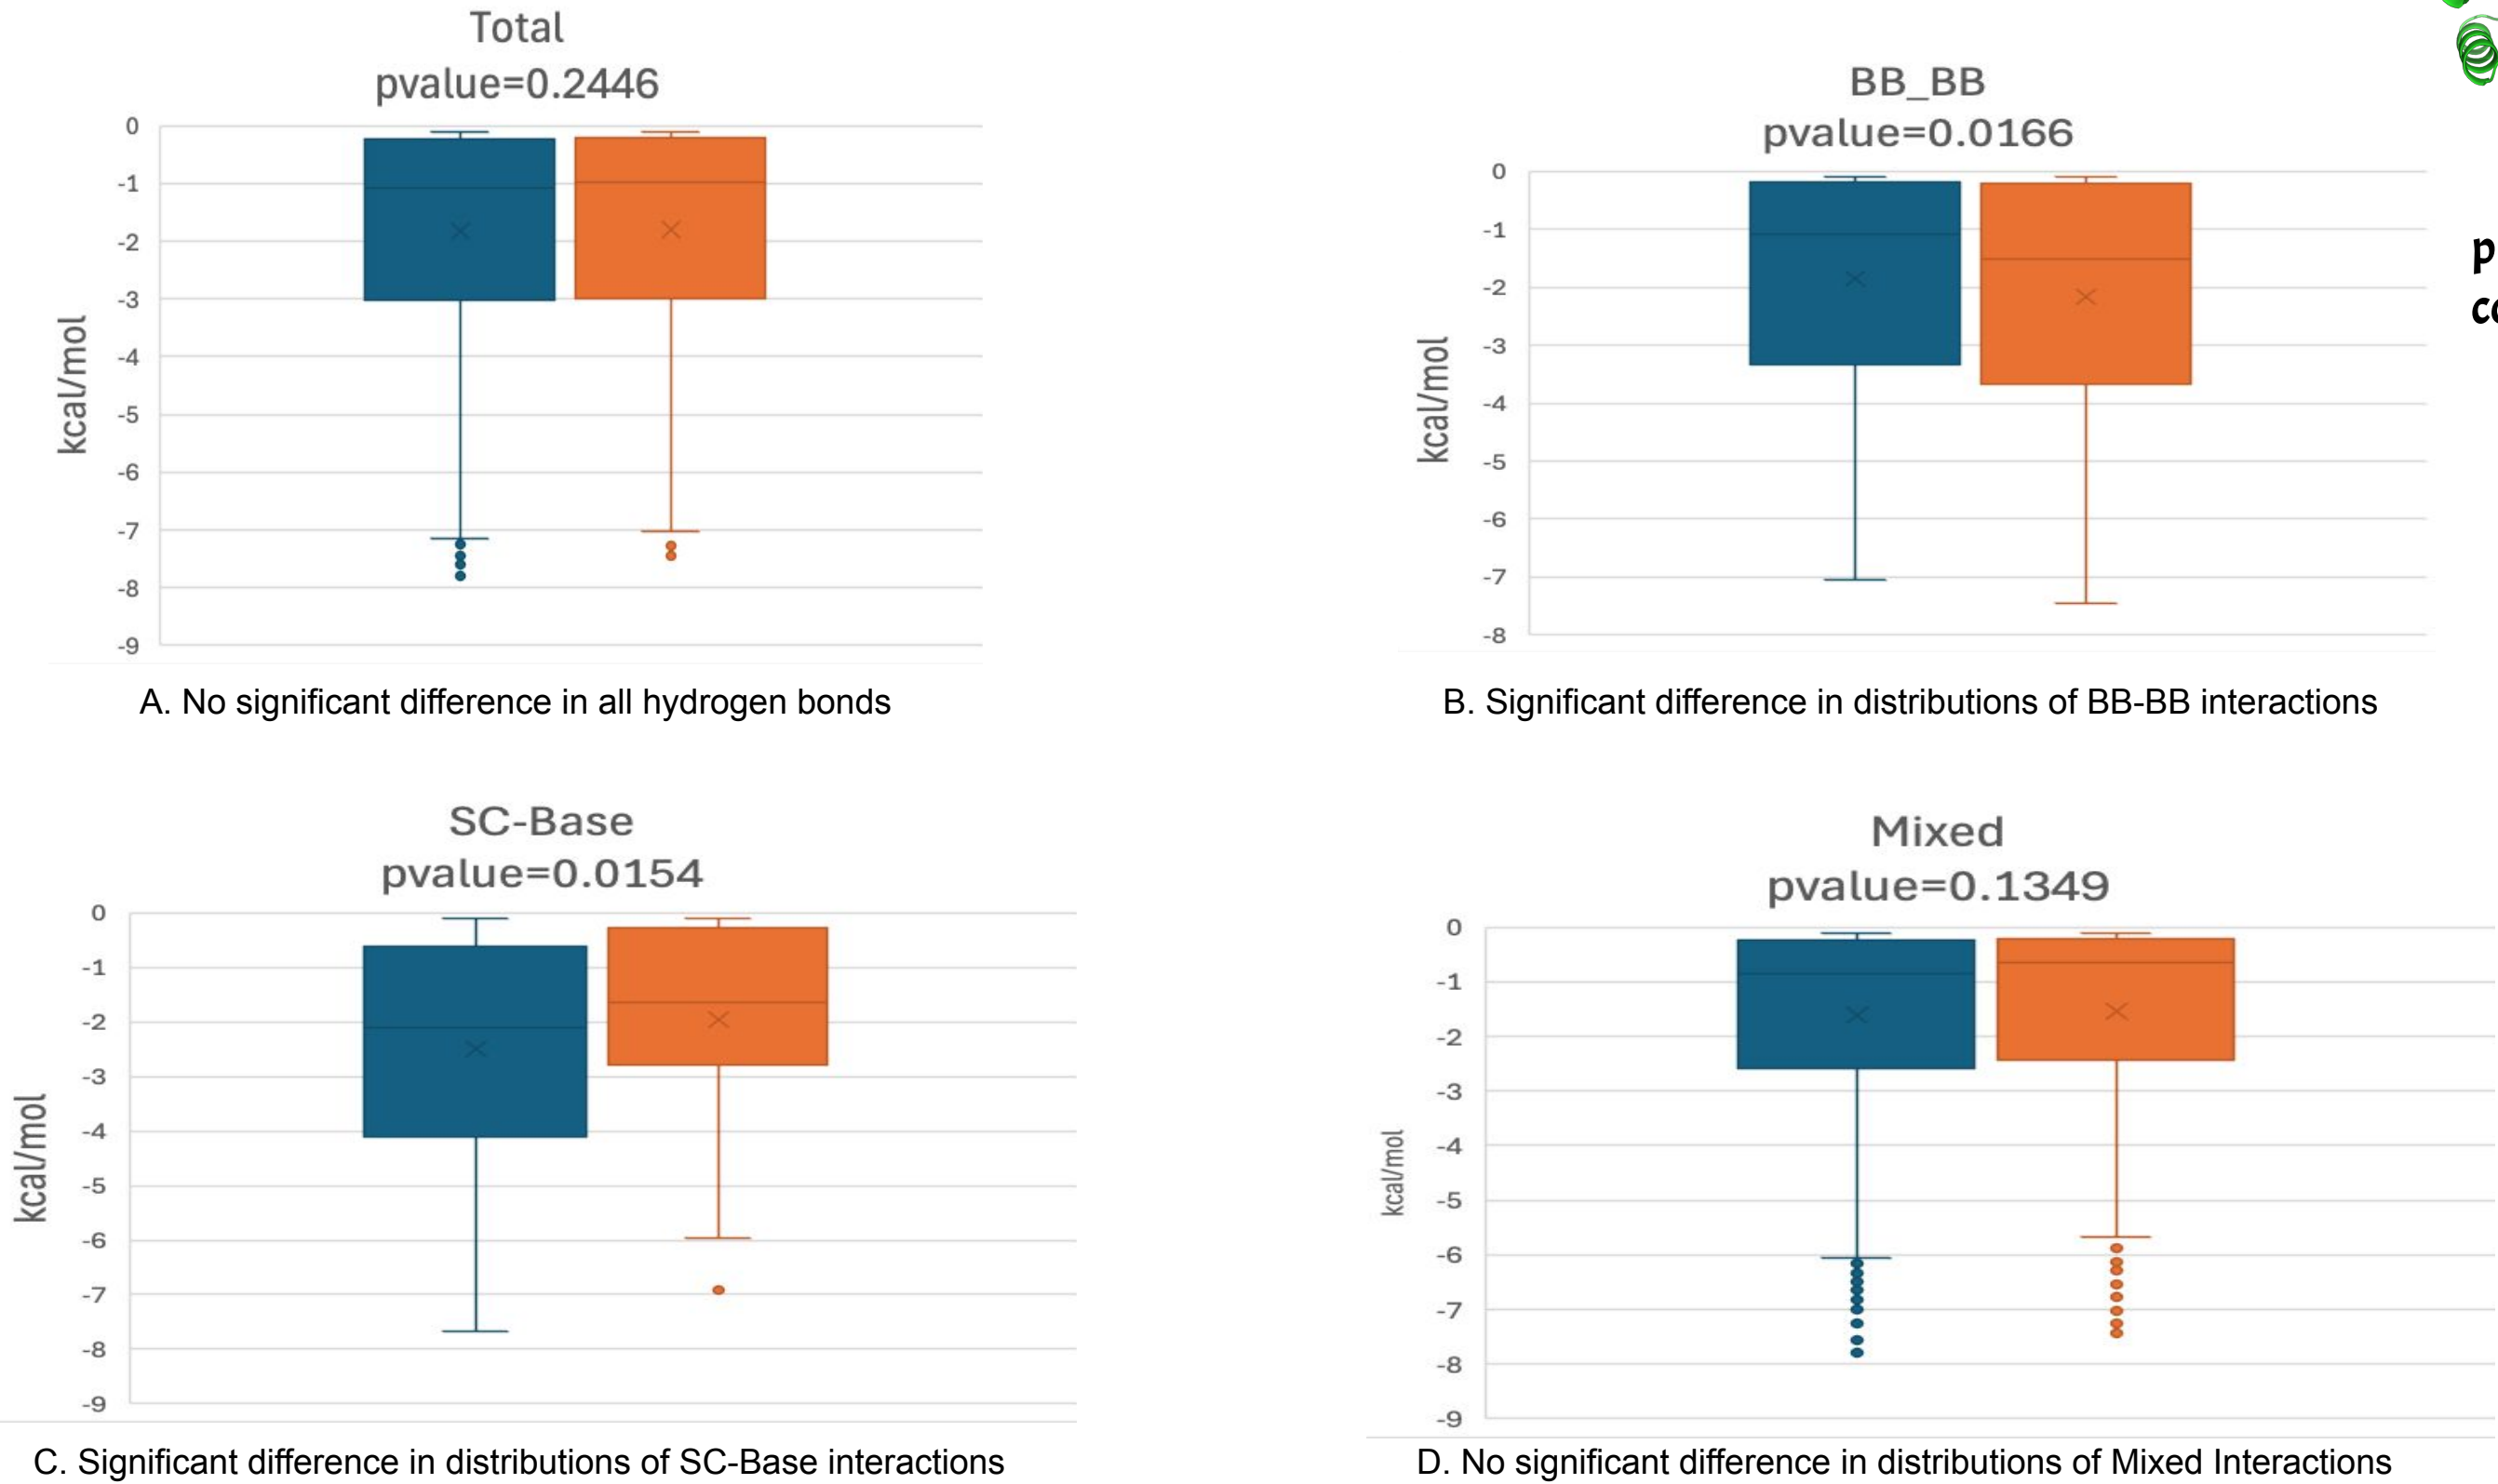 Total
pvalue=0.2446
0
-1
-2
-3
-4
-5
-6
-7
-8
-9
kcal/mol
A. No significant difference in all hydrogen bonds
BB_BB
pvalue=0.0166
0
-1
-2
-3
-4
-5
-6
-7
-8
kcal/mol
B. Significant difference in distributions of BB-BB interactions
p
co
SC-Base
pvalue=0.0154
0
-1
-2
-3
-4
-5
-6
-7
-8
-9
kcal/mol
C. Significant difference in distributions of SC-Base interactions
Mixed
pvalue=0.1349
0
-1
-2
-3
-4
-5
-6
-7
-8
-9
kcal/mol
D. No significant difference in distributions of Mixed Interactions